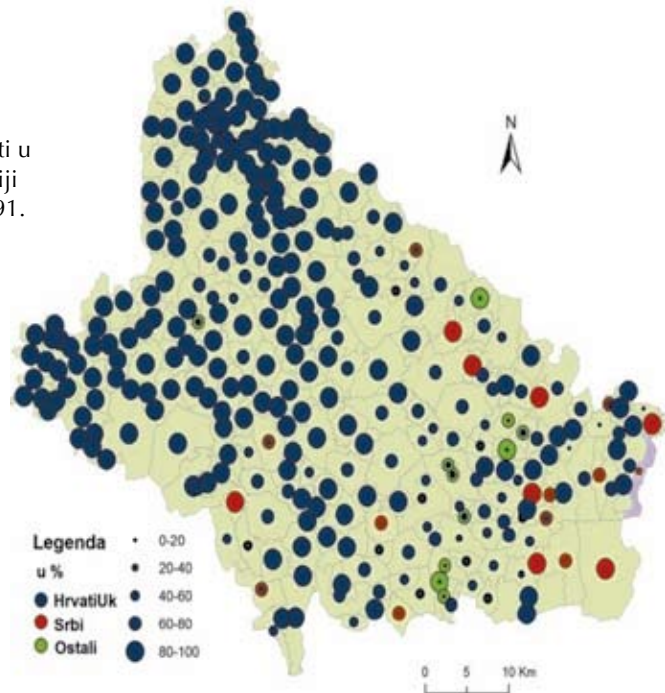 ti u
iji
91.
N
Legenda
u %
HrvatiUk
Srbi
Ostali
0-20
20-40
40-60
60-80
80-100
0 5 10 Km